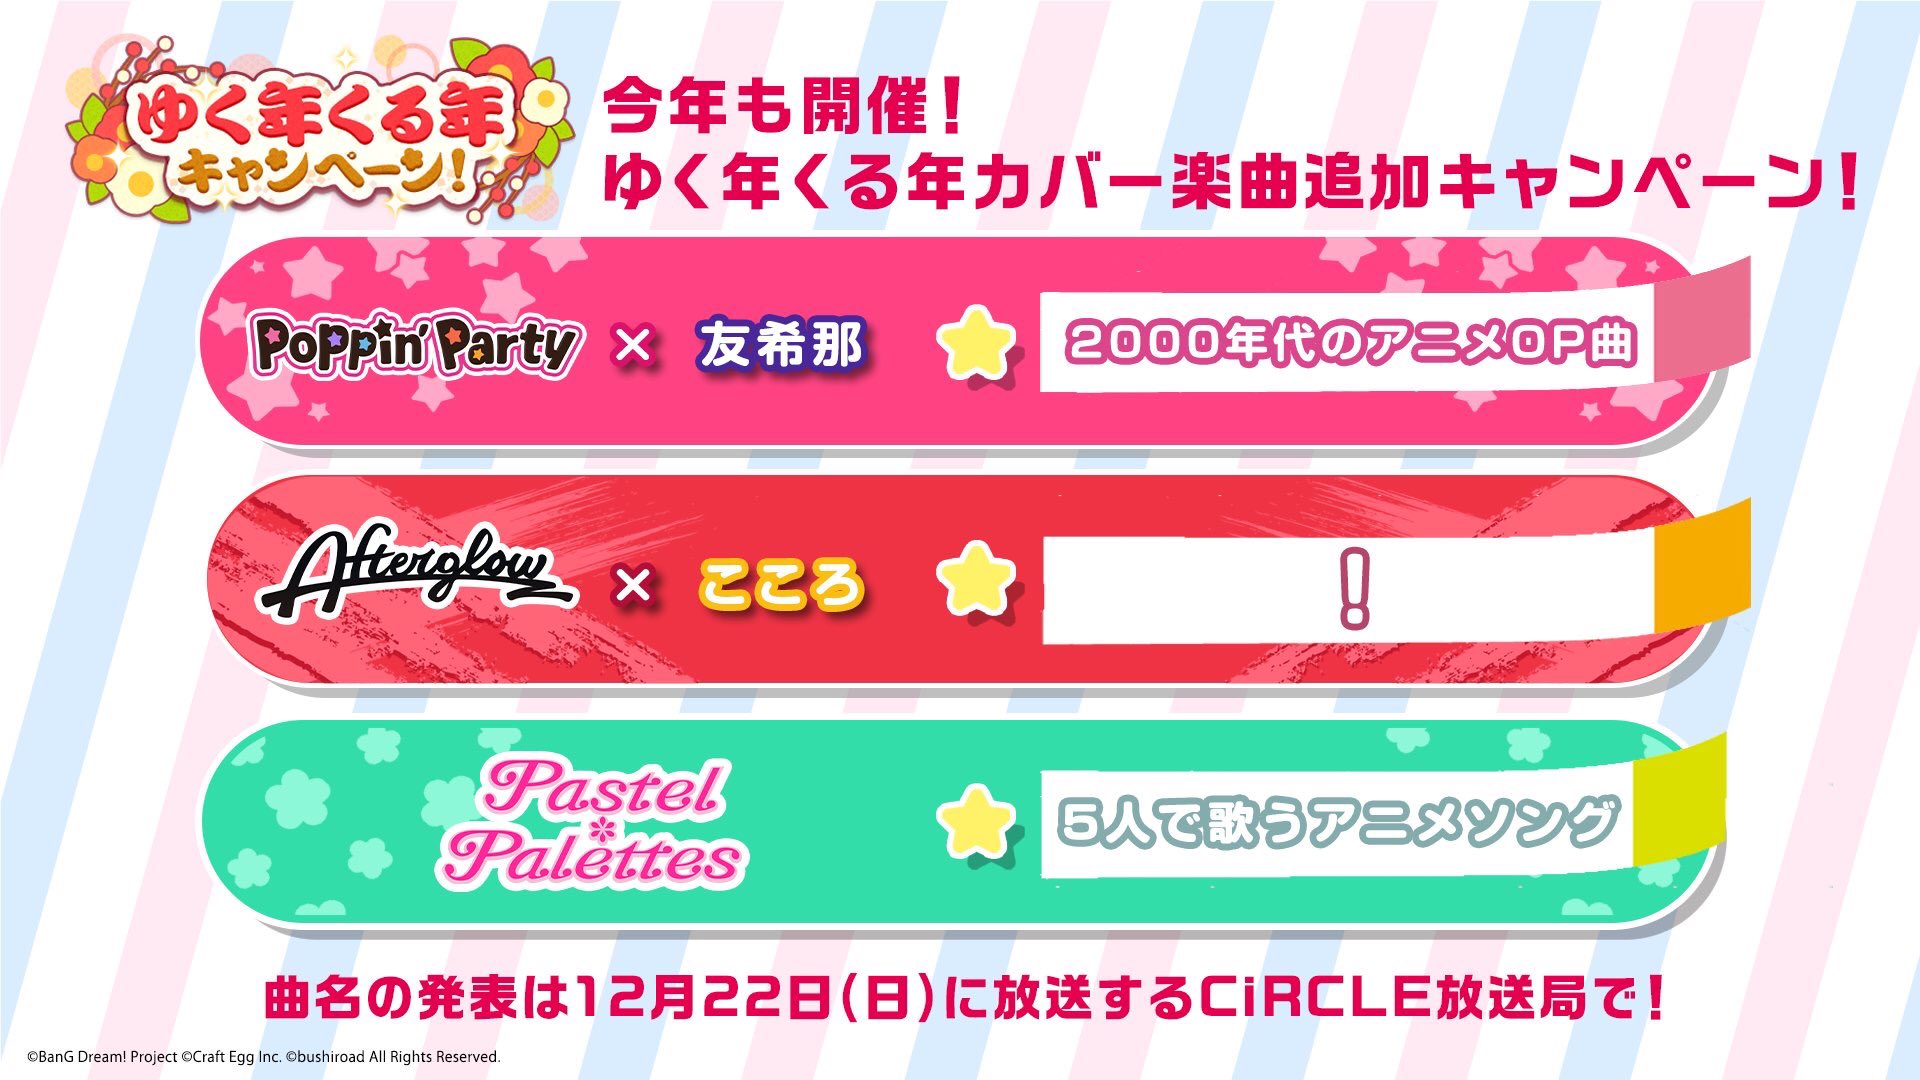 ゆく年くる年
キャンペーン!
今年も開催!
ゆく年くる年カバー楽曲追加キャンペーン!
Poppin'Party × 友希那
2000年代のアニメOP曲
Afterglow × こころ
!
Pastel
Palettes
5人で歌うアニメソング
曲名の発表は12月22日(日)に放送するCiRCLE放送局で!
©BanG Dream! Project ©Craft Egg Inc. ©bushiroad All Rights Reserved.